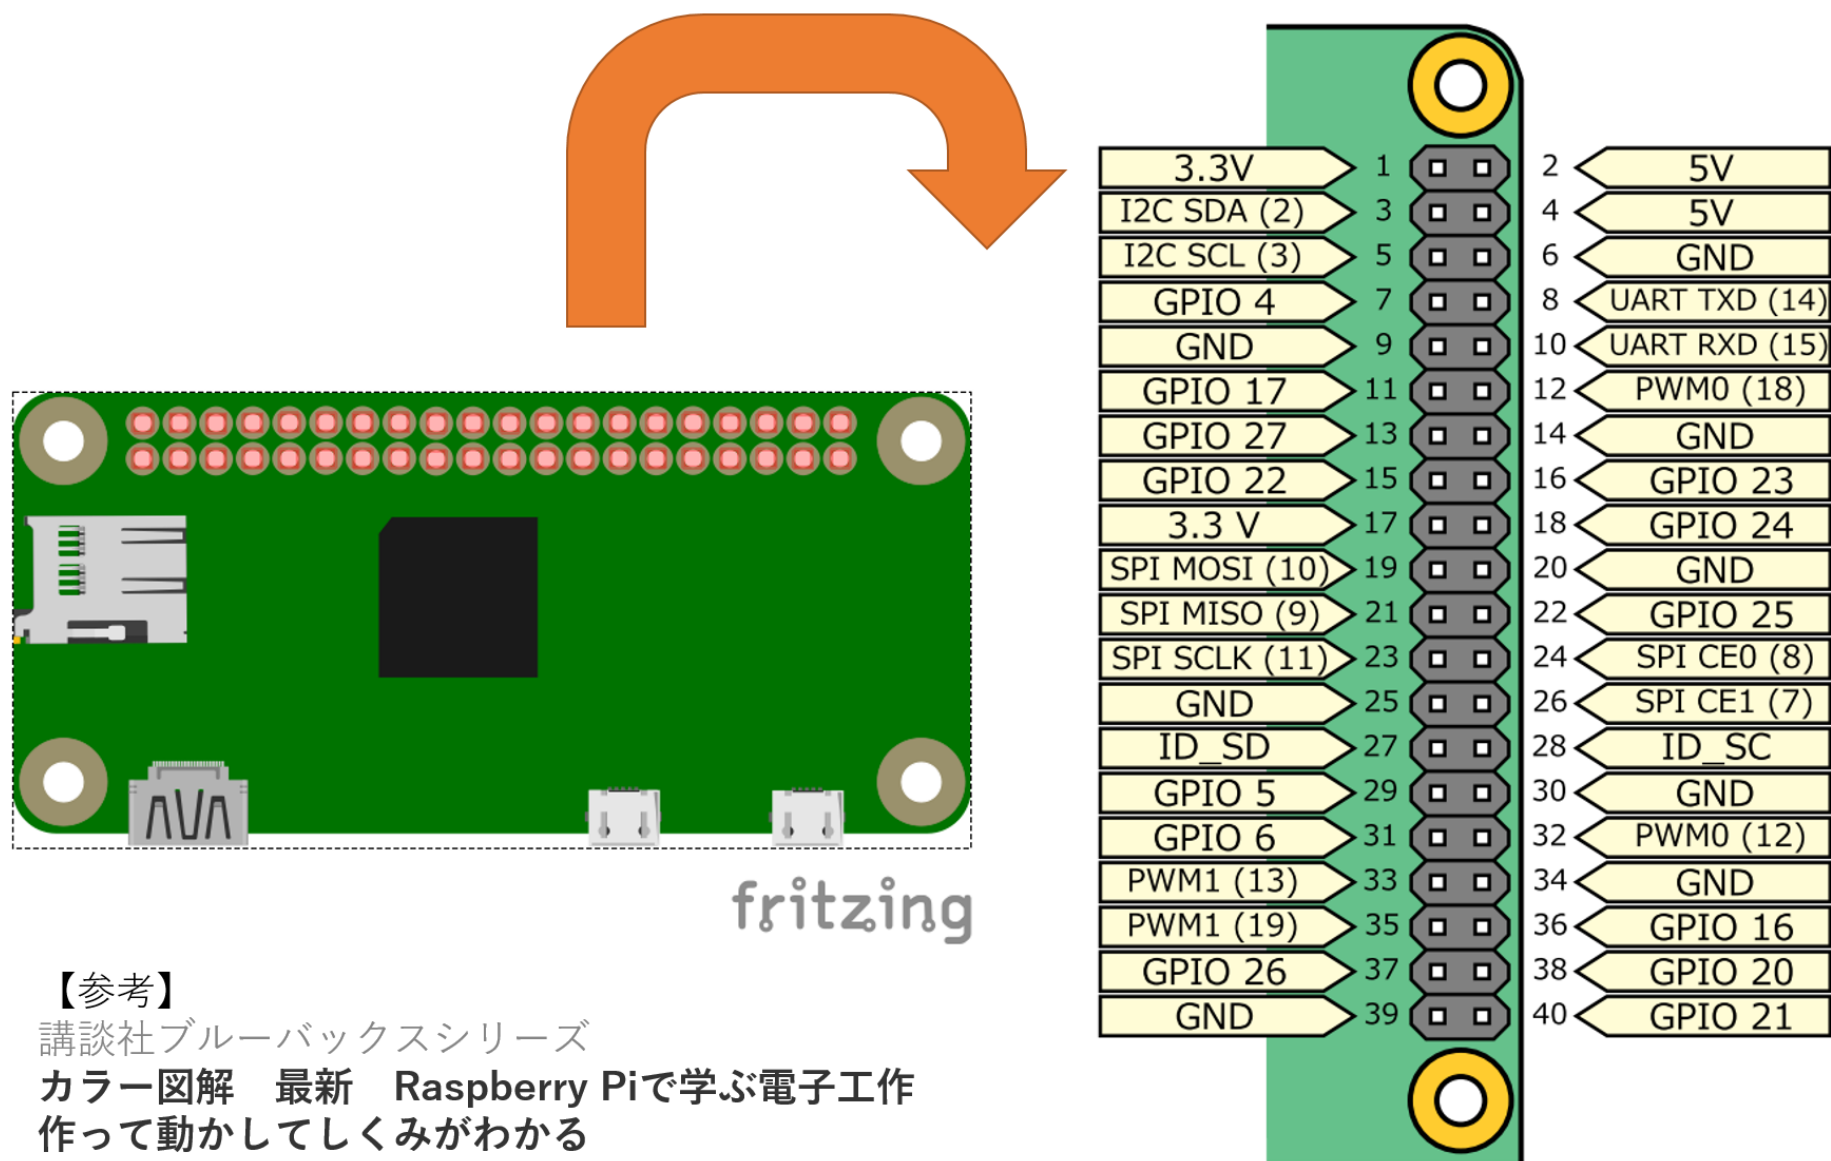 3.3V 1 2 5V
I2C SDA (2) 3 4 5V
I2C SCL (3) 5 6 GND
GPIO 4 7 8 UART TXD (14)
GND 9 10 UART RXD (15)
GPIO 17 11 12 PWM0 (18)
GPIO 27 13 14 GND
GPIO 22 15 16 GPIO 23
3.3 V 17 18 GPIO 24
SPI MOSI (10) 19 20 GND
SPI MISO (9) 21 22 GPIO 25
SPI SCLK (11) 23 24 SPI CE0 (8)
GND 25 26 SPI CE1 (7)
ID_SD 27 28 ID_SC
GPIO 5 29 30 GND
GPIO 6 31 32 PWM0 (12)
PWM1 (13) 33 34 GND
PWM1 (19) 35 36 GPIO 16
GPIO 26 37 38 GPIO 20
GND 39 40 GPIO 21
fritzing
【参考】
講談社ブルーバックスシリーズ
カラー図解　最新　Raspberry Piで学ぶ電子工作
作って動かしてしくみがわかる